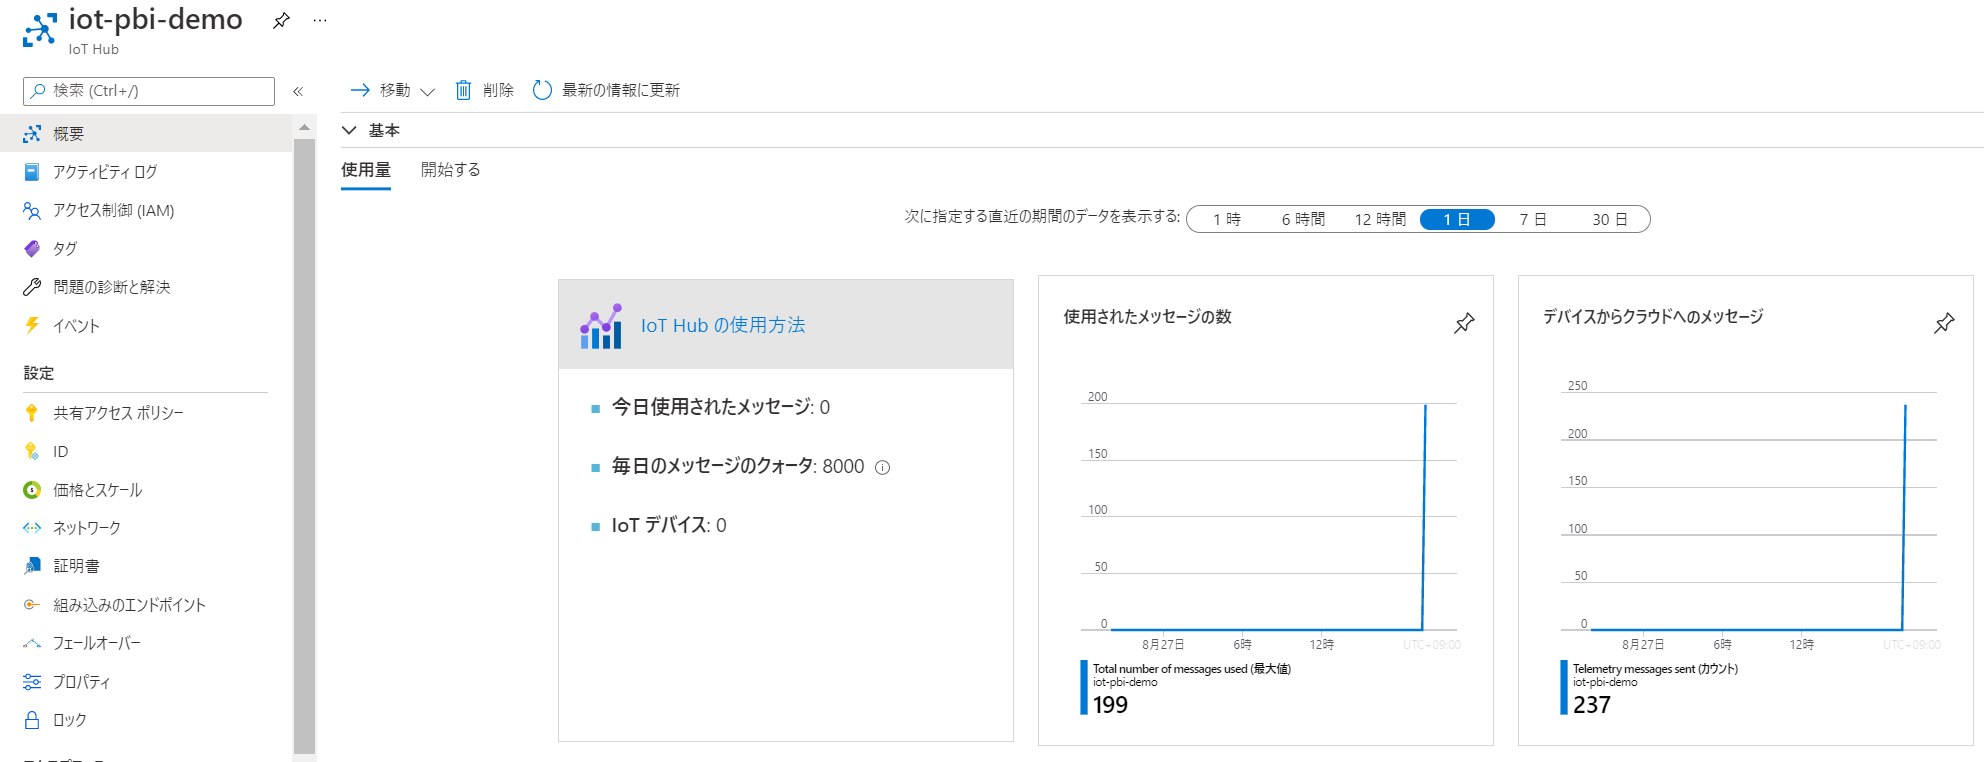 iot-pbi-demo
IoT Hub
検索 (Ctrl+/)
«
移動
削除
最新の情報に更新
概要
アクティビティ ログ
アクセス制御 (IAM)
タグ
問題の診断と解決
イベント
設定
共有アクセス ポリシー
ID
価格とスケール
ネットワーク
証明書
組み込みのエンドポイント
フェールオーバー
プロパティ
ロック
基本
使用量 開始する
次に指定する直近の期間のデータを表示する: 1 時 6 時間 12 時間 1 日 7 日 30 日
IoT Hub の使用方法
今日使用されたメッセージ: 0
毎日のメッセージのクォータ: 8000
IoT デバイス: 0
使用されたメッセージの数
200
150
100
50
0
8月27日 6時 12時 UTC+09:00
Total number of messages used (最大値)
iot-pbi-demo
199
デバイスからクラウドへのメッセージ
250
200
150
100
50
0
8月27日 6時 12時 UTC+09:00
Telemetry messages sent (カウント)
iot-pbi-demo
237